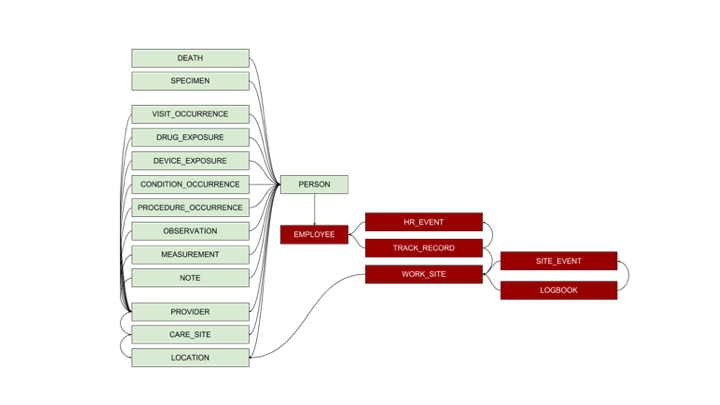 DEATH
SPECIMEN
VISIT_OCCURRENCE
DRUG_EXPOSURE
DEVICE_EXPOSURE
CONDITION_OCCURRENCE
PROCEDURE_OCCURRENCE
OBSERVATION
MEASUREMENT
NOTE
PROVIDER
CARE_SITE
LOCATION
PERSON
EMPLOYEE
HR_EVENT
TRACK_RECORD
WORK_SITE
SITE_EVENT
LOGBOOK